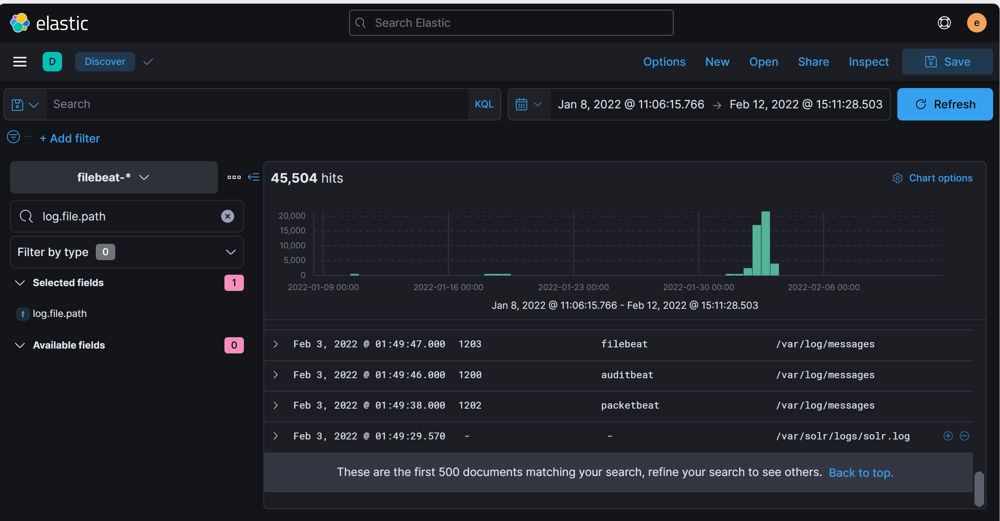 elastic
Search Elastic
e
D
Discover
Options
New
Open
Share
Inspect
Save
Search
KQL
Jan 8, 2022 @ 11:06:15.766 → Feb 12, 2022 @ 15:11:28.503
Refresh
+ Add filter
filebeat-*
log.file.path
Filter by type 0
Selected fields 1
t log.file.path
Available fields 0
45,504 hits
Chart options
20,000
15,000
10,000
5,000
0
2022-01-09 00:00
2022-01-16 00:00
2022-01-23 00:00
2022-01-30 00:00
2022-02-06 00:00
Jan 8, 2022 @ 11:06:15.766 - Feb 12, 2022 @ 15:11:28.503
Feb 3, 2022 @ 01:49:47.000 1203 filebeat /var/log/messages
Feb 3, 2022 @ 01:49:46.000 1200 auditbeat /var/log/messages
Feb 3, 2022 @ 01:49:38.000 1202 packetbeat /var/log/messages
Feb 3, 2022 @ 01:49:29.570 - - /var/solr/logs/solr.log
These are the first 500 documents matching your search, refine your search to see others. Back to top.